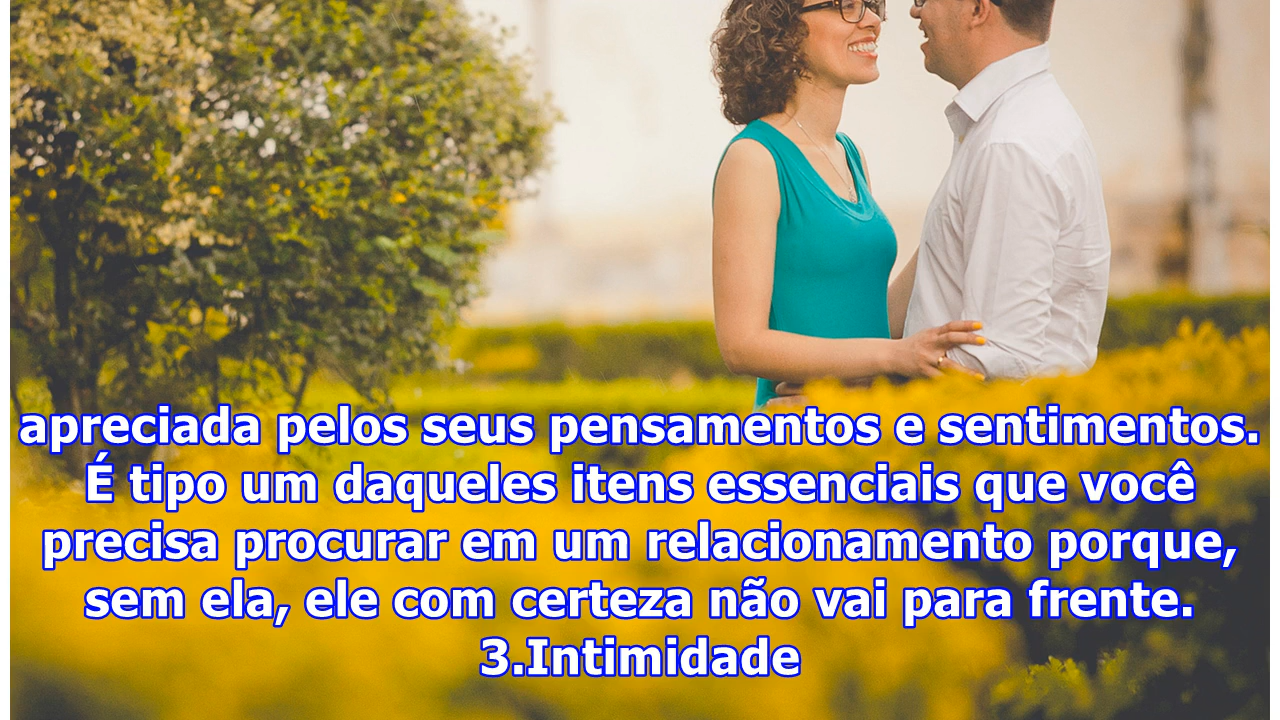 apreciada pelos seus pensamentos e sentimentos.
É tipo um daqueles itens essenciais que você
precisa procurar em um relacionamento porque,
sem ela, ele com certeza não vai para frente.
3.Intimidade